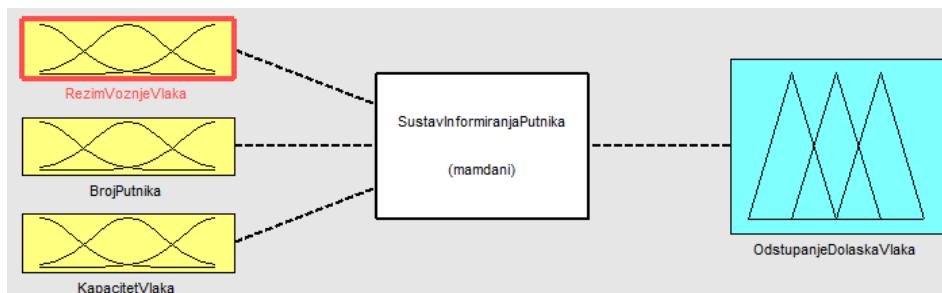 RezimVoznjeVlaka
BrojPutnika
KapacitetVlaka
SustavInformiranjaPutnika
(mamdani)
OdstupanjeDolaskaVlaka